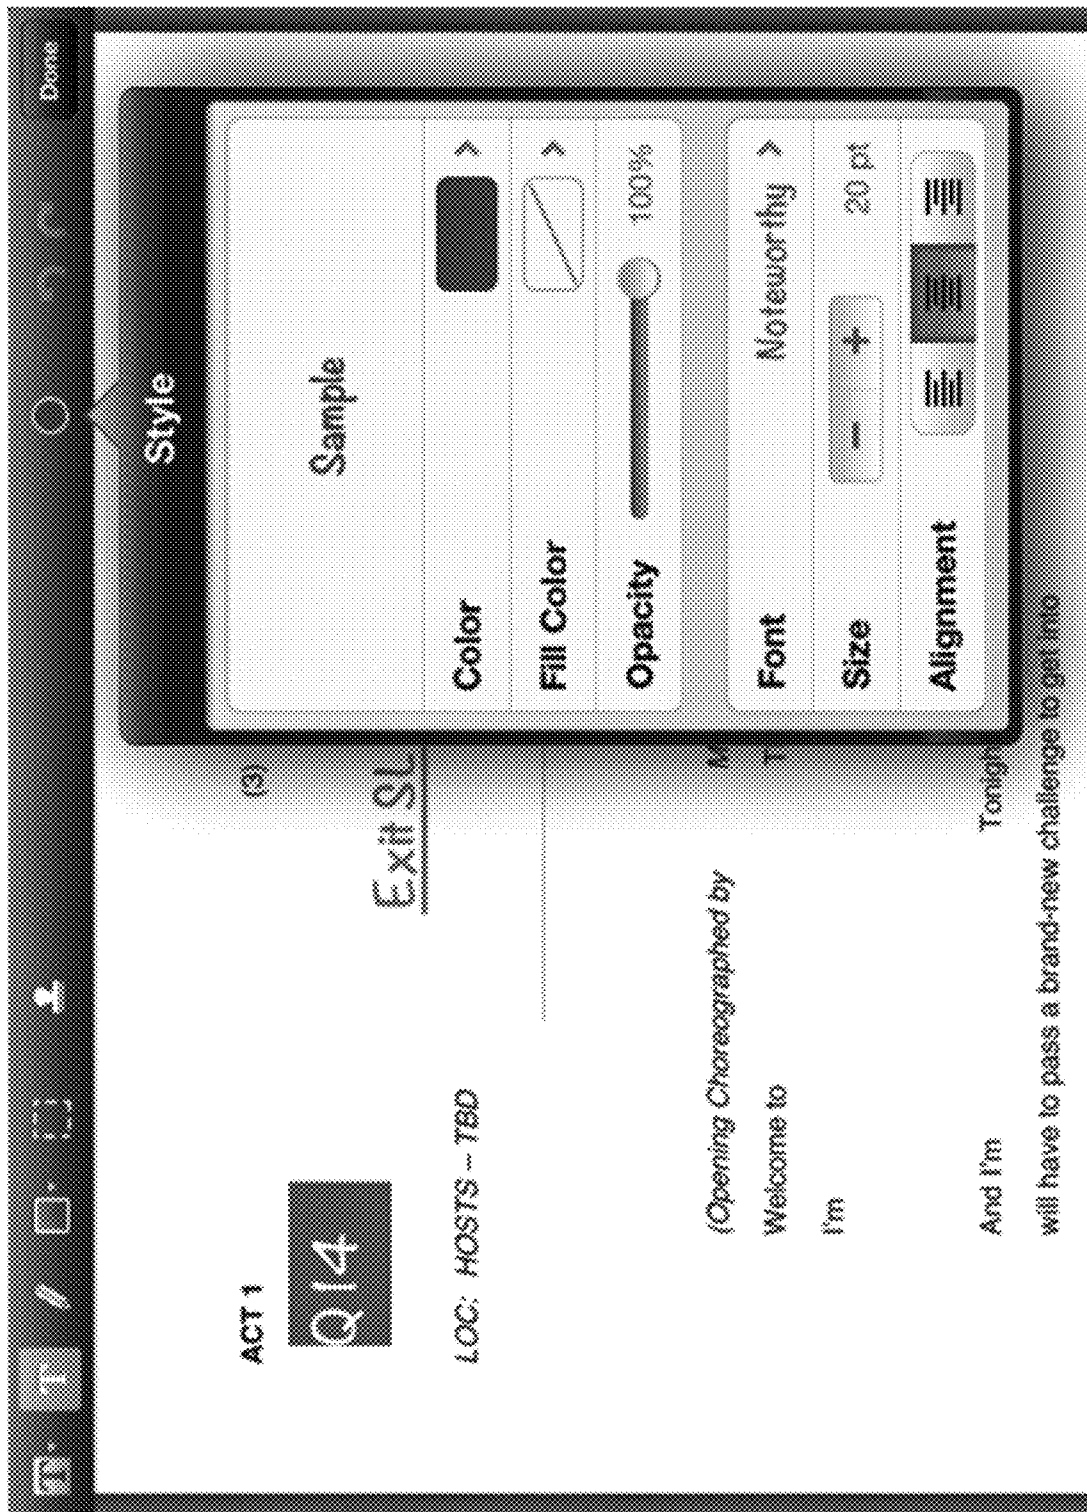 T T Done
Style
Sample
Color >
Fill Color >
Opacity 100%
Font Noteworthy >
Size − + 20 pt
Alignment
ACT 1 (3)
Q14
Exit SL
LOC: HOSTS – TBD
(Opening Choreographed by M
Welcome to T
I'm
And I'm Tonigh
will have to pass a brand-new challenge to get into